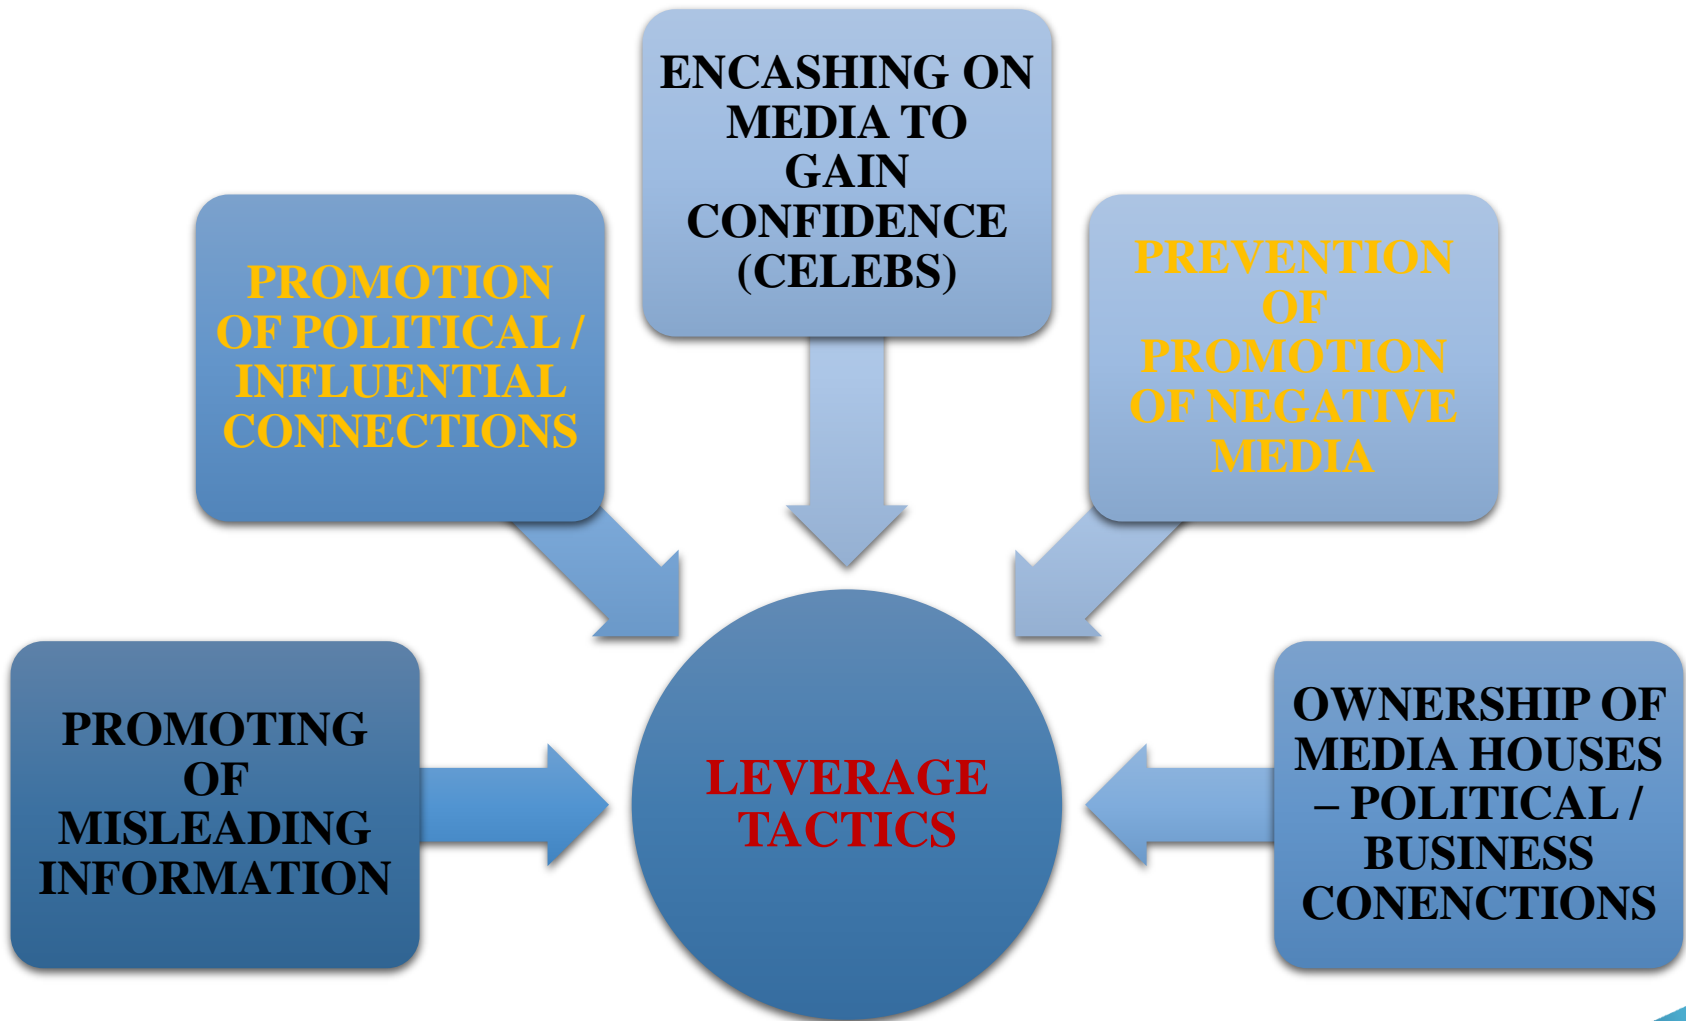 ENCASHING ON
MEDIA TO
GAIN
CONFIDENCE
(CELEBS)
PROMOTION
OF POLITICAL /
INFLUENTIAL
CONNECTIONS
PREVENTION
OF
PROMOTION
OF NEGATIVE
MEDIA
PROMOTING
OF
MISLEADING
INFORMATION
LEVERAGE
TACTICS
OWNERSHIP OF
MEDIA HOUSES
– POLITICAL /
BUSINESS
CONENCTIONS